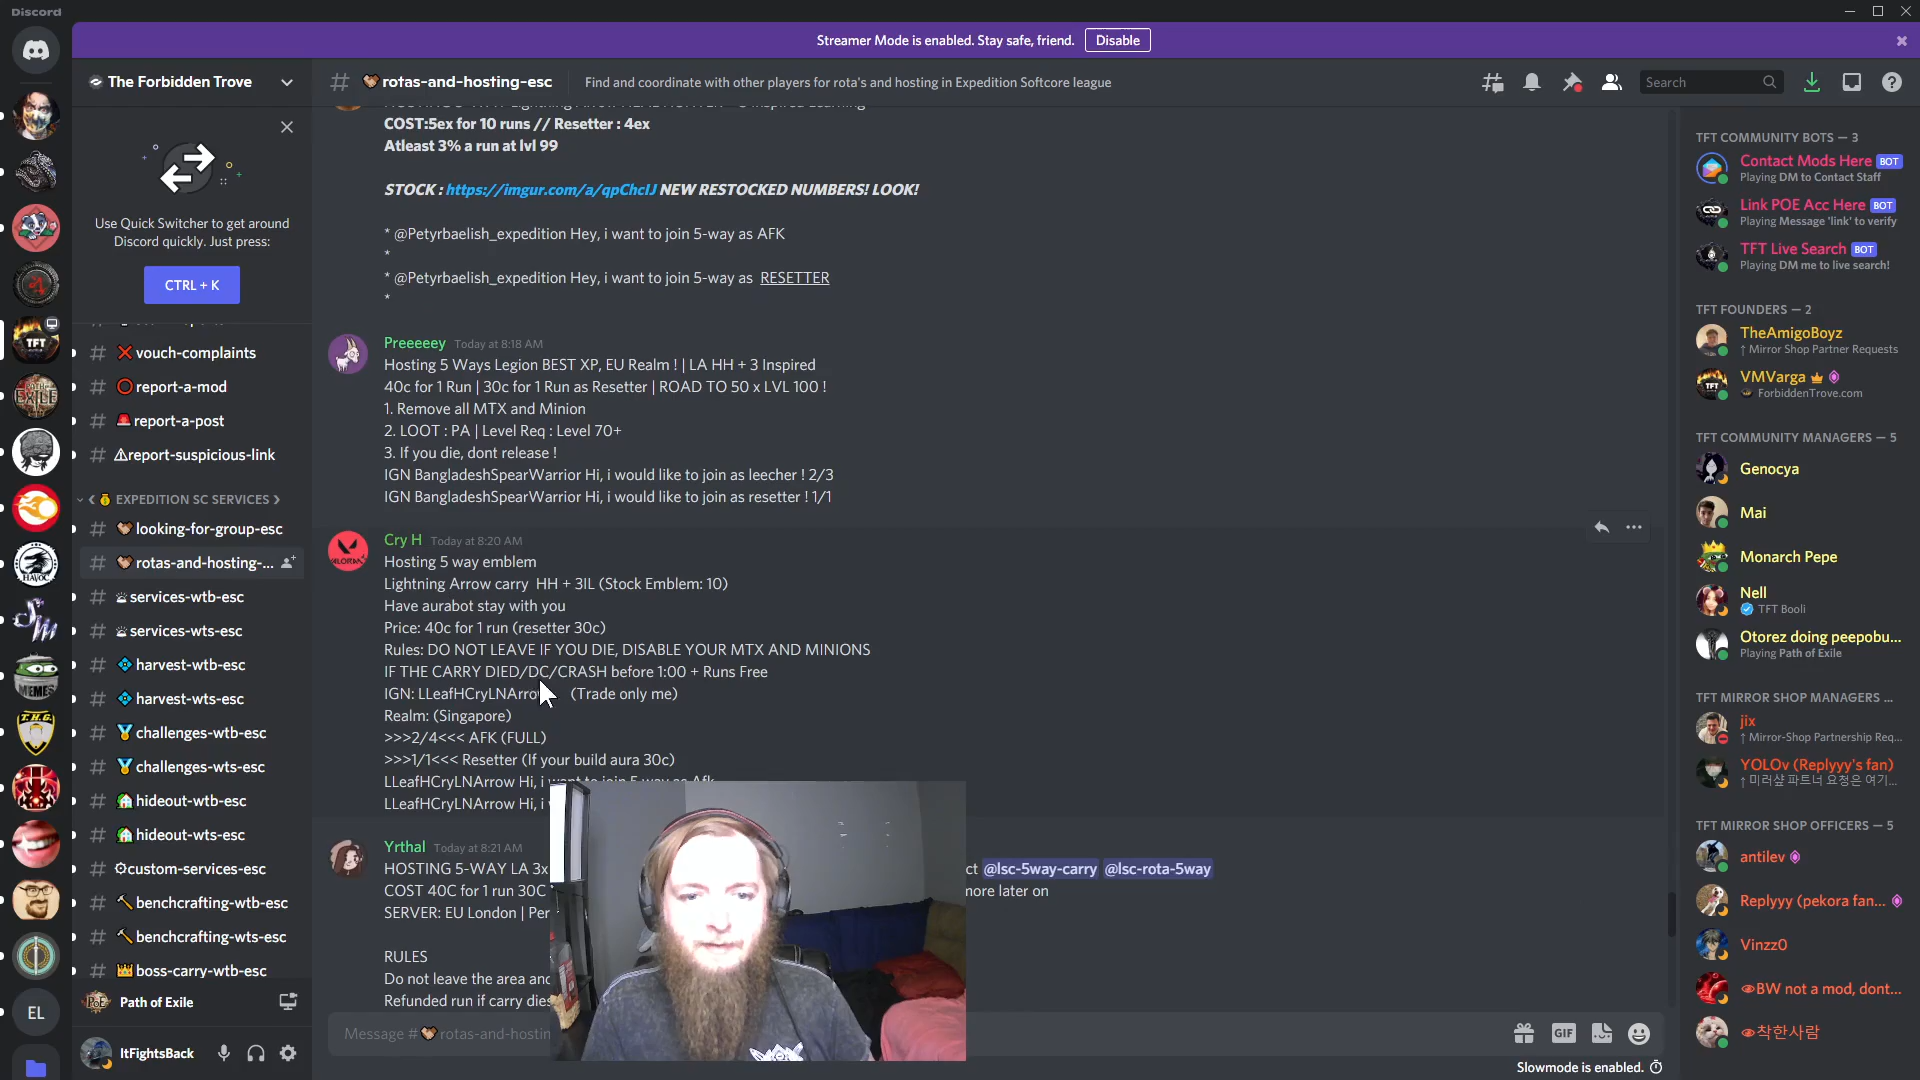 Discord
Streamer Mode is enabled. Stay safe, friend.
Disable
The Forbidden Trove
rotas-and-hosting-esc
Find and coordinate with other players for rota's and hosting in Expedition Softcore league
Search
Use Quick Switcher to get around
Discord quickly. Just press:
CTRL + K
vouch-complaints
report-a-mod
report-a-post
report-suspicious-link
EXPEDITION SC SERVICES
looking-for-group-esc
rotas-and-hosting-...
services-wtb-esc
services-wts-esc
harvest-wtb-esc
harvest-wts-esc
challenges-wtb-esc
challenges-wts-esc
hideout-wtb-esc
hideout-wts-esc
custom-services-esc
benchcrafting-wtb-esc
benchcrafting-wts-esc
boss-carry-wtb-esc
Path of Exile
EL
ItFightsBack
COST:5ex for 10 runs // Resetter : 4ex
Atleast 3% a run at lvl 99
STOCK : https://imgur.com/a/qpChclJ NEW RESTOCKED NUMBERS! LOOK!
* @Petyrbaelish_expedition Hey, i want to join 5-way as AFK
*
* @Petyrbaelish_expedition Hey, i want to join 5-way as RESETTER
*
Preeeeey Today at 8:18 AM
Hosting 5 Ways Legion BEST XP, EU Realm ! | LA HH + 3 Inspired
40c for 1 Run | 30c for 1 Run as Resetter | ROAD TO 50 x LVL 100 !
1. Remove all MTX and Minion
2. LOOT : PA | Level Req : Level 70+
3. If you die, dont release !
IGN BangladeshSpearWarrior Hi, i would like to join as leecher ! 2/3
IGN BangladeshSpearWarrior Hi, i would like to join as resetter ! 1/1
Cry H Today at 8:20 AM
Hosting 5 way emblem
Lightning Arrow carry HH + 3IL (Stock Emblem: 10)
Have aurabot stay with you
Price: 40c for 1 run (resetter 30c)
Rules: DO NOT LEAVE IF YOU DIE, DISABLE YOUR MTX AND MINIONS
IF THE CARRY DIED/DC/CRASH before 1:00 + Runs Free
IGN: LLeafHCryLNArro (Trade only me)
Realm: (Singapore)
>>>2/4<<< AFK (FULL)
>>>1/1<<< Resetter (If your build aura 30c)
LLeafHCryLNArrow Hi, i want to join 5-way as Afk
LLeafHCryLNArrow Hi, i
Yrthal Today at 8:21 AM
HOSTING 5-WAY LA 3x ct @lsc-5way-carry @lsc-rota-5way
COST 40C for 1 run 30C more later on
SERVER: EU London | Per
RULES
Do not leave the area and
Refunded run if carry dies
Message # rotas-and-hostin
GIF
Slowmode is enabled.
TFT COMMUNITY BOTS — 3
Contact Mods Here BOT
Playing DM to Contact Staff
Link POE Acc Here BOT
Playing Message 'link' to verify
TFT Live Search BOT
Playing DM me to live search!
TFT FOUNDERS — 2
TheAmigoBoyz
↑ Mirror Shop Partner Requests
TFT
VMVarga
ForbiddenTrove.com
TFT COMMUNITY MANAGERS — 5
Genocya
Mai
Monarch Pepe
Nell
TFT Booli
Otorez doing peepobu...
Playing Path of Exile
TFT MIRROR SHOP MANAGERS ...
jix
↑ Mirror-Shop Partnership Req...
YOLOv (Replyyy's fan)
↑ 미러샾 파트너 요청은 여기...
TFT MIRROR SHOP OFFICERS — 5
antilev
Replyyy (pekora fan...
VinzzO
BW not a mod, dont...
착한사람